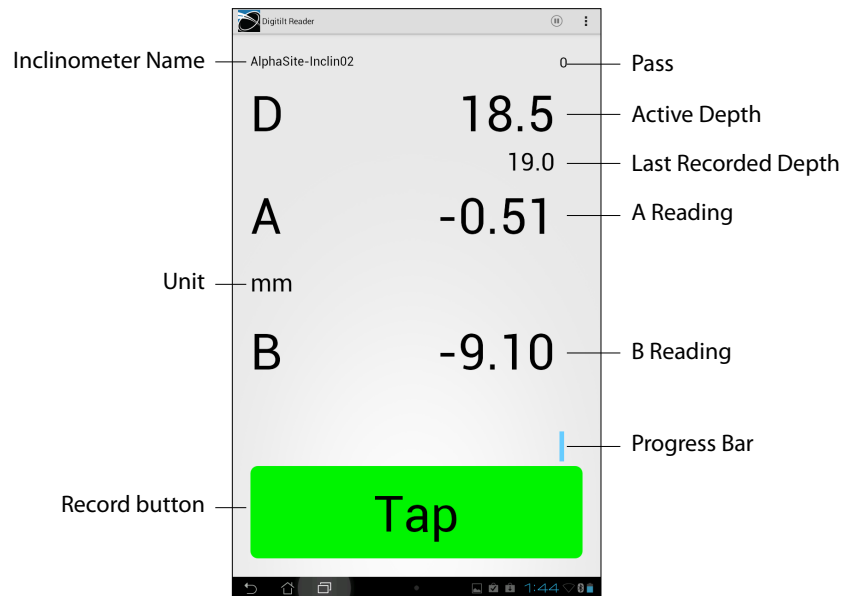 Digitilt Reader
Inclinometer Name AlphaSite-Inclin02 0 Pass
D 18.5 Active Depth
19.0 Last Recorded Depth
A -0.51 A Reading
Unit mm
B -9.10 B Reading
Progress Bar
Record button Tap
1:44